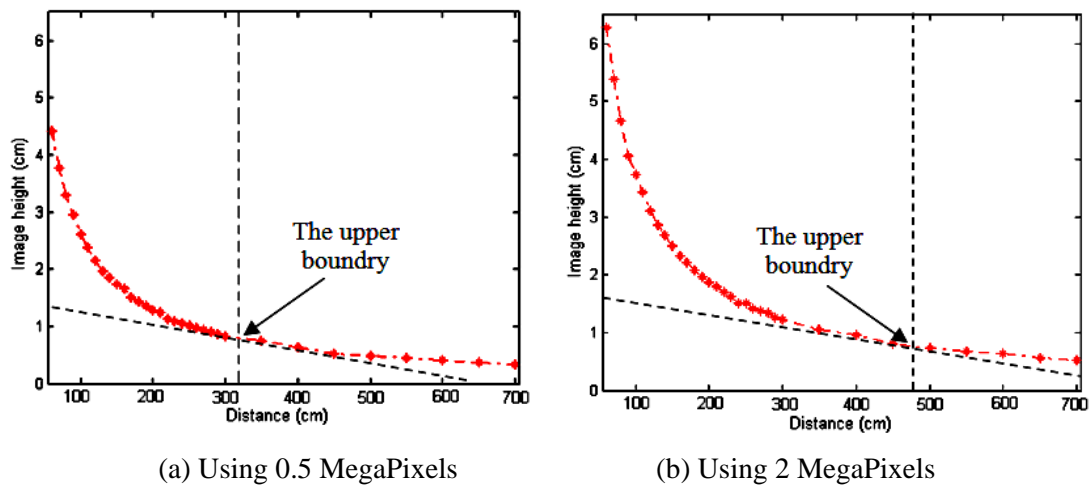 6
5
4
3
2
1
0
Image height (cm)
The upper
boundry
100 200 300 400 500 600 700
Distance (cm)
(a) Using 0.5 MegaPixels
6
5
4
3
2
1
0
Image height (cm)
The upper
boundry
100 200 300 400 500 600 700
Distance (cm)
(b) Using 2 MegaPixels